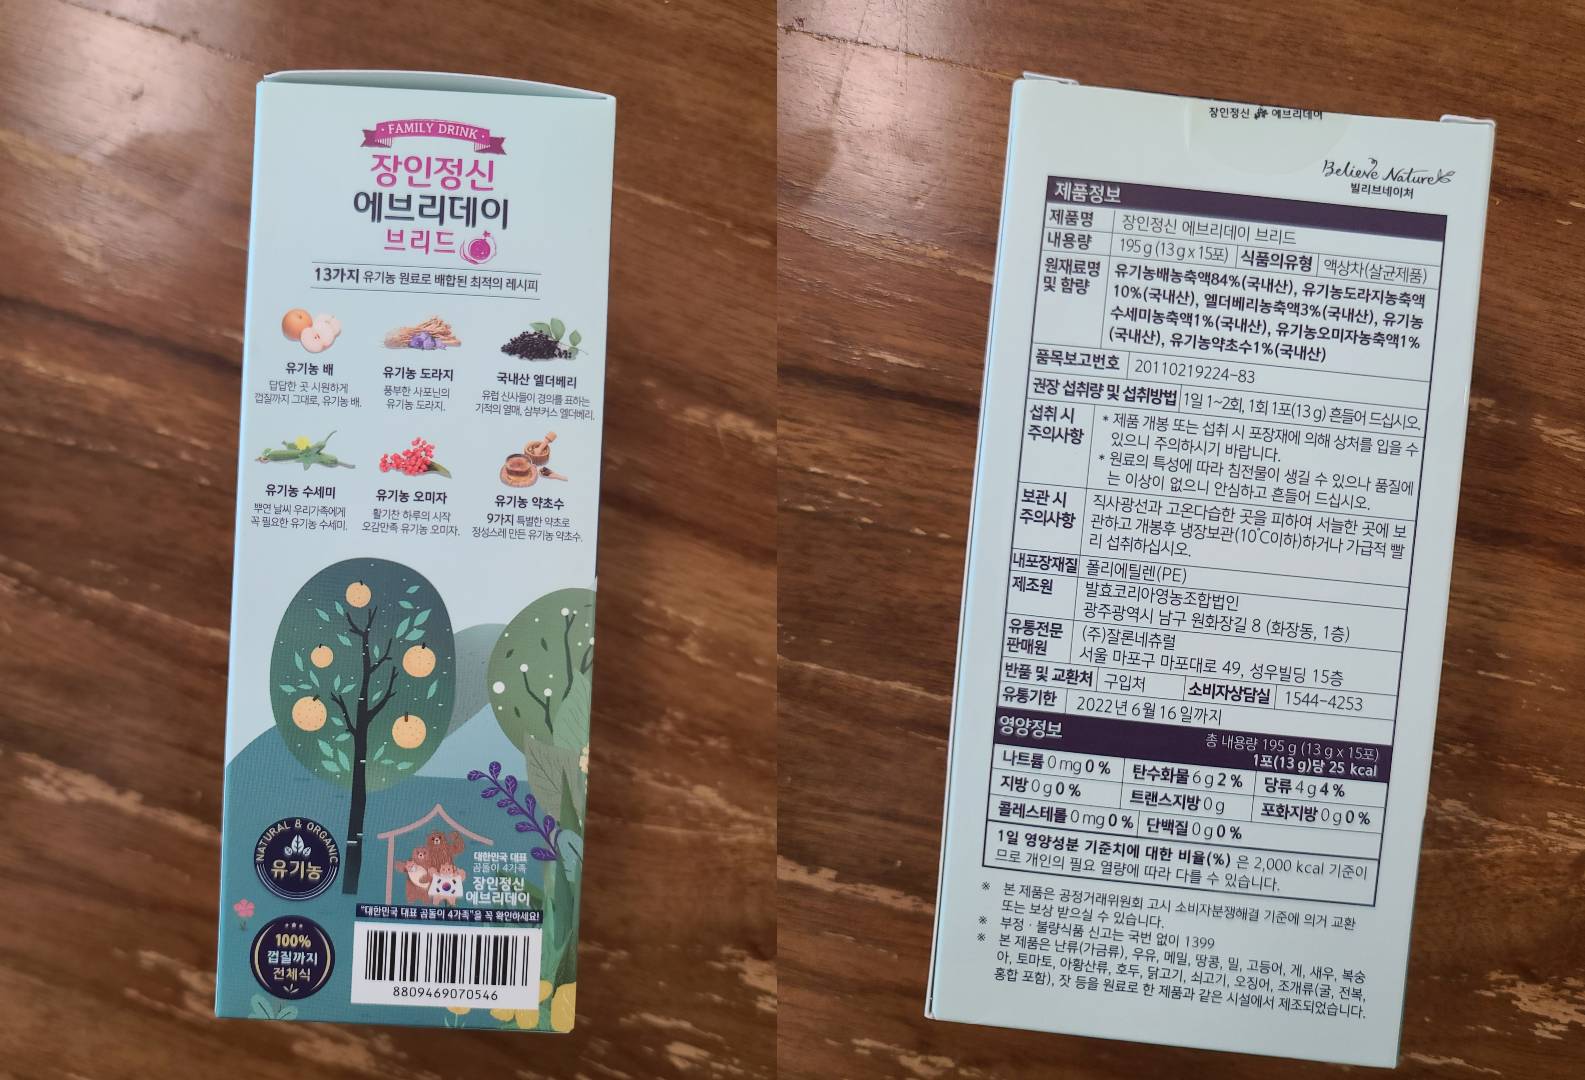 FAMILY DRINK
장인정신
에브리데이
브리드
13가지 유기농 원료로 배합된 최적의 레시피
유기농 배
답답한 곳 시원하게
껍질까지 그대로, 유기농 배.
유기농 도라지
풍부한 사포닌의
유기농 도라지.
국내산 엘더베리
유럽 신사들이 경의를 표하는
기적의 열매, 삼부커스 엘더베리.
유기농 수세미
뿌연 날씨 우리가족에게
꼭 필요한 유기농 수세미.
유기농 오미자
활기찬 하루의 시작
오감만족 유기농 오미자.
유기농 약초수
9가지 특별한 약초로
정성스레 만든 유기농 약초수.
NATURAL & ORGANIC
유기농
대한민국 대표
곰돌이 4가족
장인정신
에브리데이
"대한민국 대표 곰돌이 4가족"을 꼭 확인하세요!
100%
껍질까지
전체식
8809469070546
장인정신 에브리데이
Believe Nature
빌리브네이처
제품정보
제품명 장인정신 에브리데이 브리드
내용량 195g (13g x 15포) 식품의유형 액상차(살균제품)
원재료명 유기농배농축액84%(국내산), 유기농도라지농축액
및 함량 10%(국내산), 엘더베리농축액3%(국내산), 유기농
수세미농축액1%(국내산), 유기농오미자농축액1%
(국내산), 유기농약초수1%(국내산)
품목보고번호 20110219224-83
권장 섭취량 및 섭취방법 1일 1~2회, 1회 1포(13g) 흔들어 드십시오.
섭취 시 * 제품 개봉 또는 섭취 시 포장재에 의해 상처를 입을 수
주의사항 있으니 주의하시기 바랍니다.
* 원료의 특성에 따라 침전물이 생길 수 있으나 품질에
는 이상이 없으니 안심하고 흔들어 드십시오.
보관 시 직사광선과 고온다습한 곳을 피하여 서늘한 곳에 보
주의사항 관하고 개봉후 냉장보관(10℃이하)하거나 가급적 빨
리 섭취하십시오.
내포장재질 폴리에틸렌(PE)
제조원 발효코리아영농조합법인
광주광역시 남구 원화장길 8 (화장동, 1층)
유통전문 (주)잘론네츄럴
판매원 서울 마포구 마포대로 49, 성우빌딩 15층
반품 및 교환처 구입처 소비자상담실 1544-4253
유통기한 2022년 6월 16일까지
영양정보 총 내용량 195g (13g x 15포)
1포(13g)당 25 kcal
나트륨 0mg 0% 탄수화물 6g 2% 당류 4g 4%
지방 0g 0% 트랜스지방 0g 포화지방 0g 0%
콜레스테롤 0mg 0% 단백질 0g 0%
1일 영양성분 기준치에 대한 비율(%) 은 2,000 kcal 기준이
므로 개인의 필요 열량에 따라 다를 수 있습니다.
※ 본 제품은 공정거래위원회 고시 소비자분쟁해결 기준에 의거 교환
또는 보상 받으실 수 있습니다.
※ 부정·불량식품 신고는 국번 없이 1399
※ 본 제품은 난류(가금류), 우유, 메밀, 땅콩, 밀, 고등어, 게, 새우, 복숭
아, 토마토, 아황산류, 호두, 닭고기, 쇠고기, 오징어, 조개류(굴, 전복,
홍합 포함), 잣 등을 원료로 한 제품과 같은 시설에서 제조되었습니다.